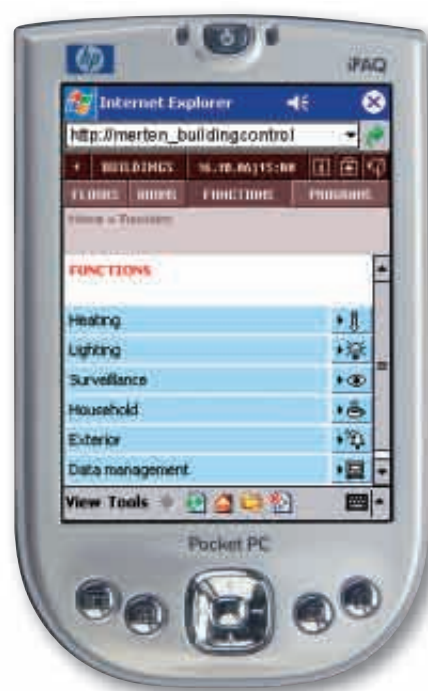 hp
iPAQ
Internet Explorer
http://merten_buildingcontrol
BUILDINGS
FLOORS ROOMS FUNCTIONS PROGRAMS
FUNCTIONS
Heating
Lighting
Surveillance
Household
Exterior
Data management
View Tools
Pocket PC